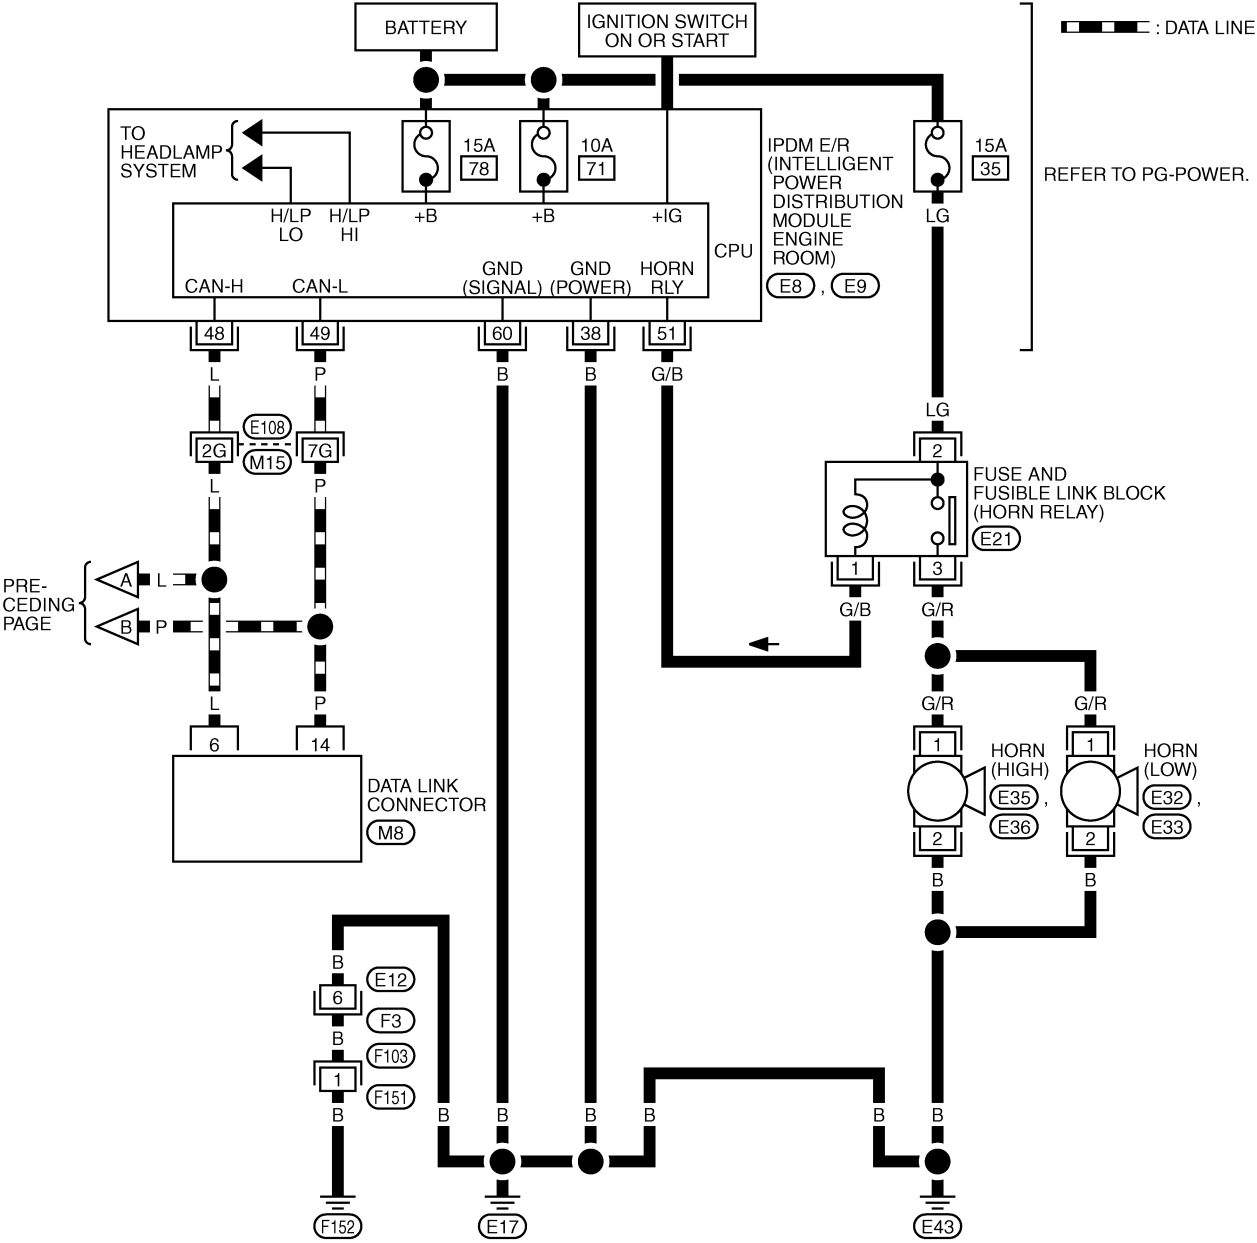 BATTERY
IGNITION SWITCH
ON OR START
: DATA LINE
TO
HEADLAMP
SYSTEM
15A
78
10A
71
IPDM E/R
(INTELLIGENT
POWER
DISTRIBUTION
MODULE
ENGINE
ROOM)
E8 , E9
15A
35
REFER TO PG-POWER.
H/LP
LO
H/LP
HI
+B
+B
+IG
LG
CPU
CAN-H
CAN-L
GND
(SIGNAL)
GND
(POWER)
HORN
RLY
48
49
60
38
51
L
P
B
B
G/B
LG
E108
2G
7G
M15
2
FUSE AND
FUSIBLE LINK BLOCK
(HORN RELAY)
E21
L
P
1
3
PRE-
CEDING
PAGE
A
L
B
P
G/B
G/R
L
P
G/R
G/R
6
14
1
1
HORN
(HIGH)
E35 ,
E36
HORN
(LOW)
E32 ,
E33
DATA LINK
CONNECTOR
M8
2
2
B
B
B
E12
6
F3
B
F103
1
F151
B
B
B
B
B
B
B
F152
E17
E43